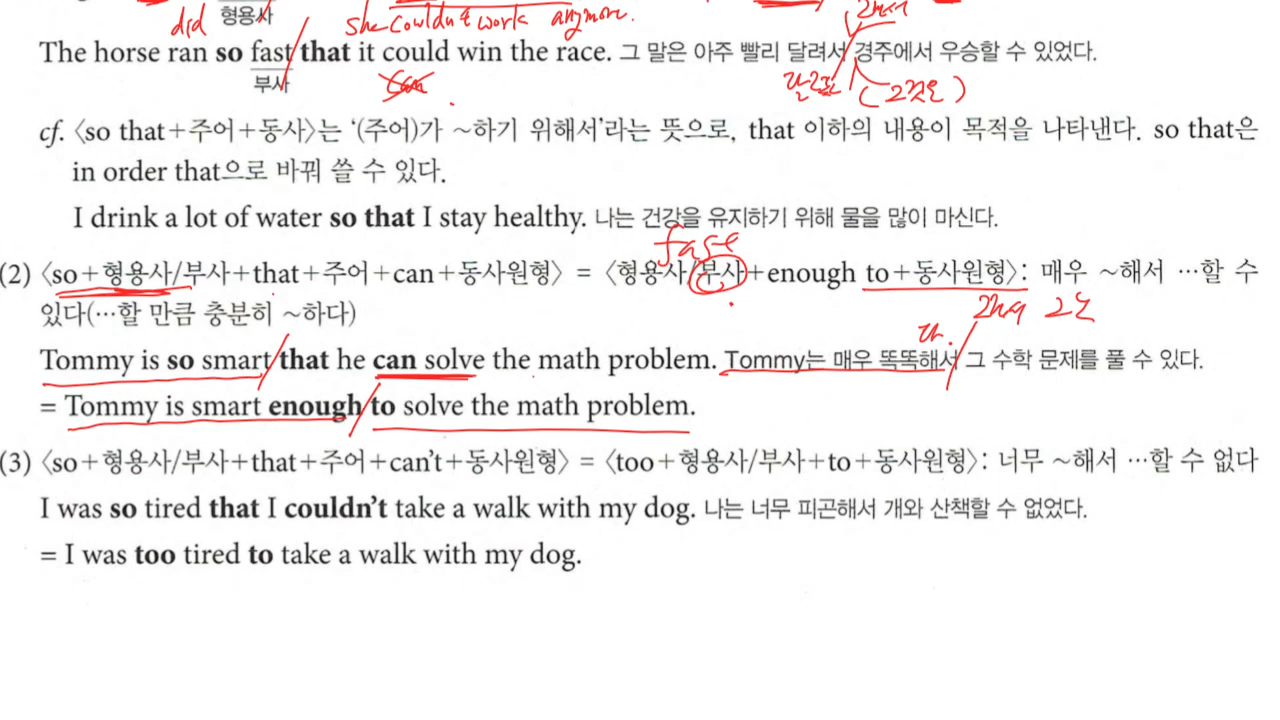 did 형용사 she couldn't work anymore. 그래서
The horse ran so fast that it could win the race. 그 말은 아주 빨리 달려서 경주에서 우승할 수 있었다.
부사 (그것은)
cf. 〈so that+주어+동사〉는 '(주어)가 ~하기 위해서'라는 뜻으로, that 이하의 내용이 목적을 나타낸다. so that은
in order that으로 바꿔 쓸 수 있다.
I drink a lot of water so that I stay healthy. 나는 건강을 유지하기 위해 물을 많이 마신다.
fast
(2) 〈so+형용사/부사+that+주어+can+동사원형〉 = 〈형용사/부사+enough to+동사원형〉: 매우 ~해서 …할 수
있다(…할 만큼 충분히 ~하다)
그래서 그는
다.
Tommy is so smart that he can solve the math problem. Tommy는 매우 똑똑해서 그 수학 문제를 풀 수 있다.
= Tommy is smart enough to solve the math problem.
(3) 〈so+형용사/부사+that+주어+can't+동사원형〉 = 〈too+형용사/부사+to+동사원형〉: 너무 ~해서 …할 수 없다
I was so tired that I couldn't take a walk with my dog. 나는 너무 피곤해서 개와 산책할 수 없었다.
= I was too tired to take a walk with my dog.